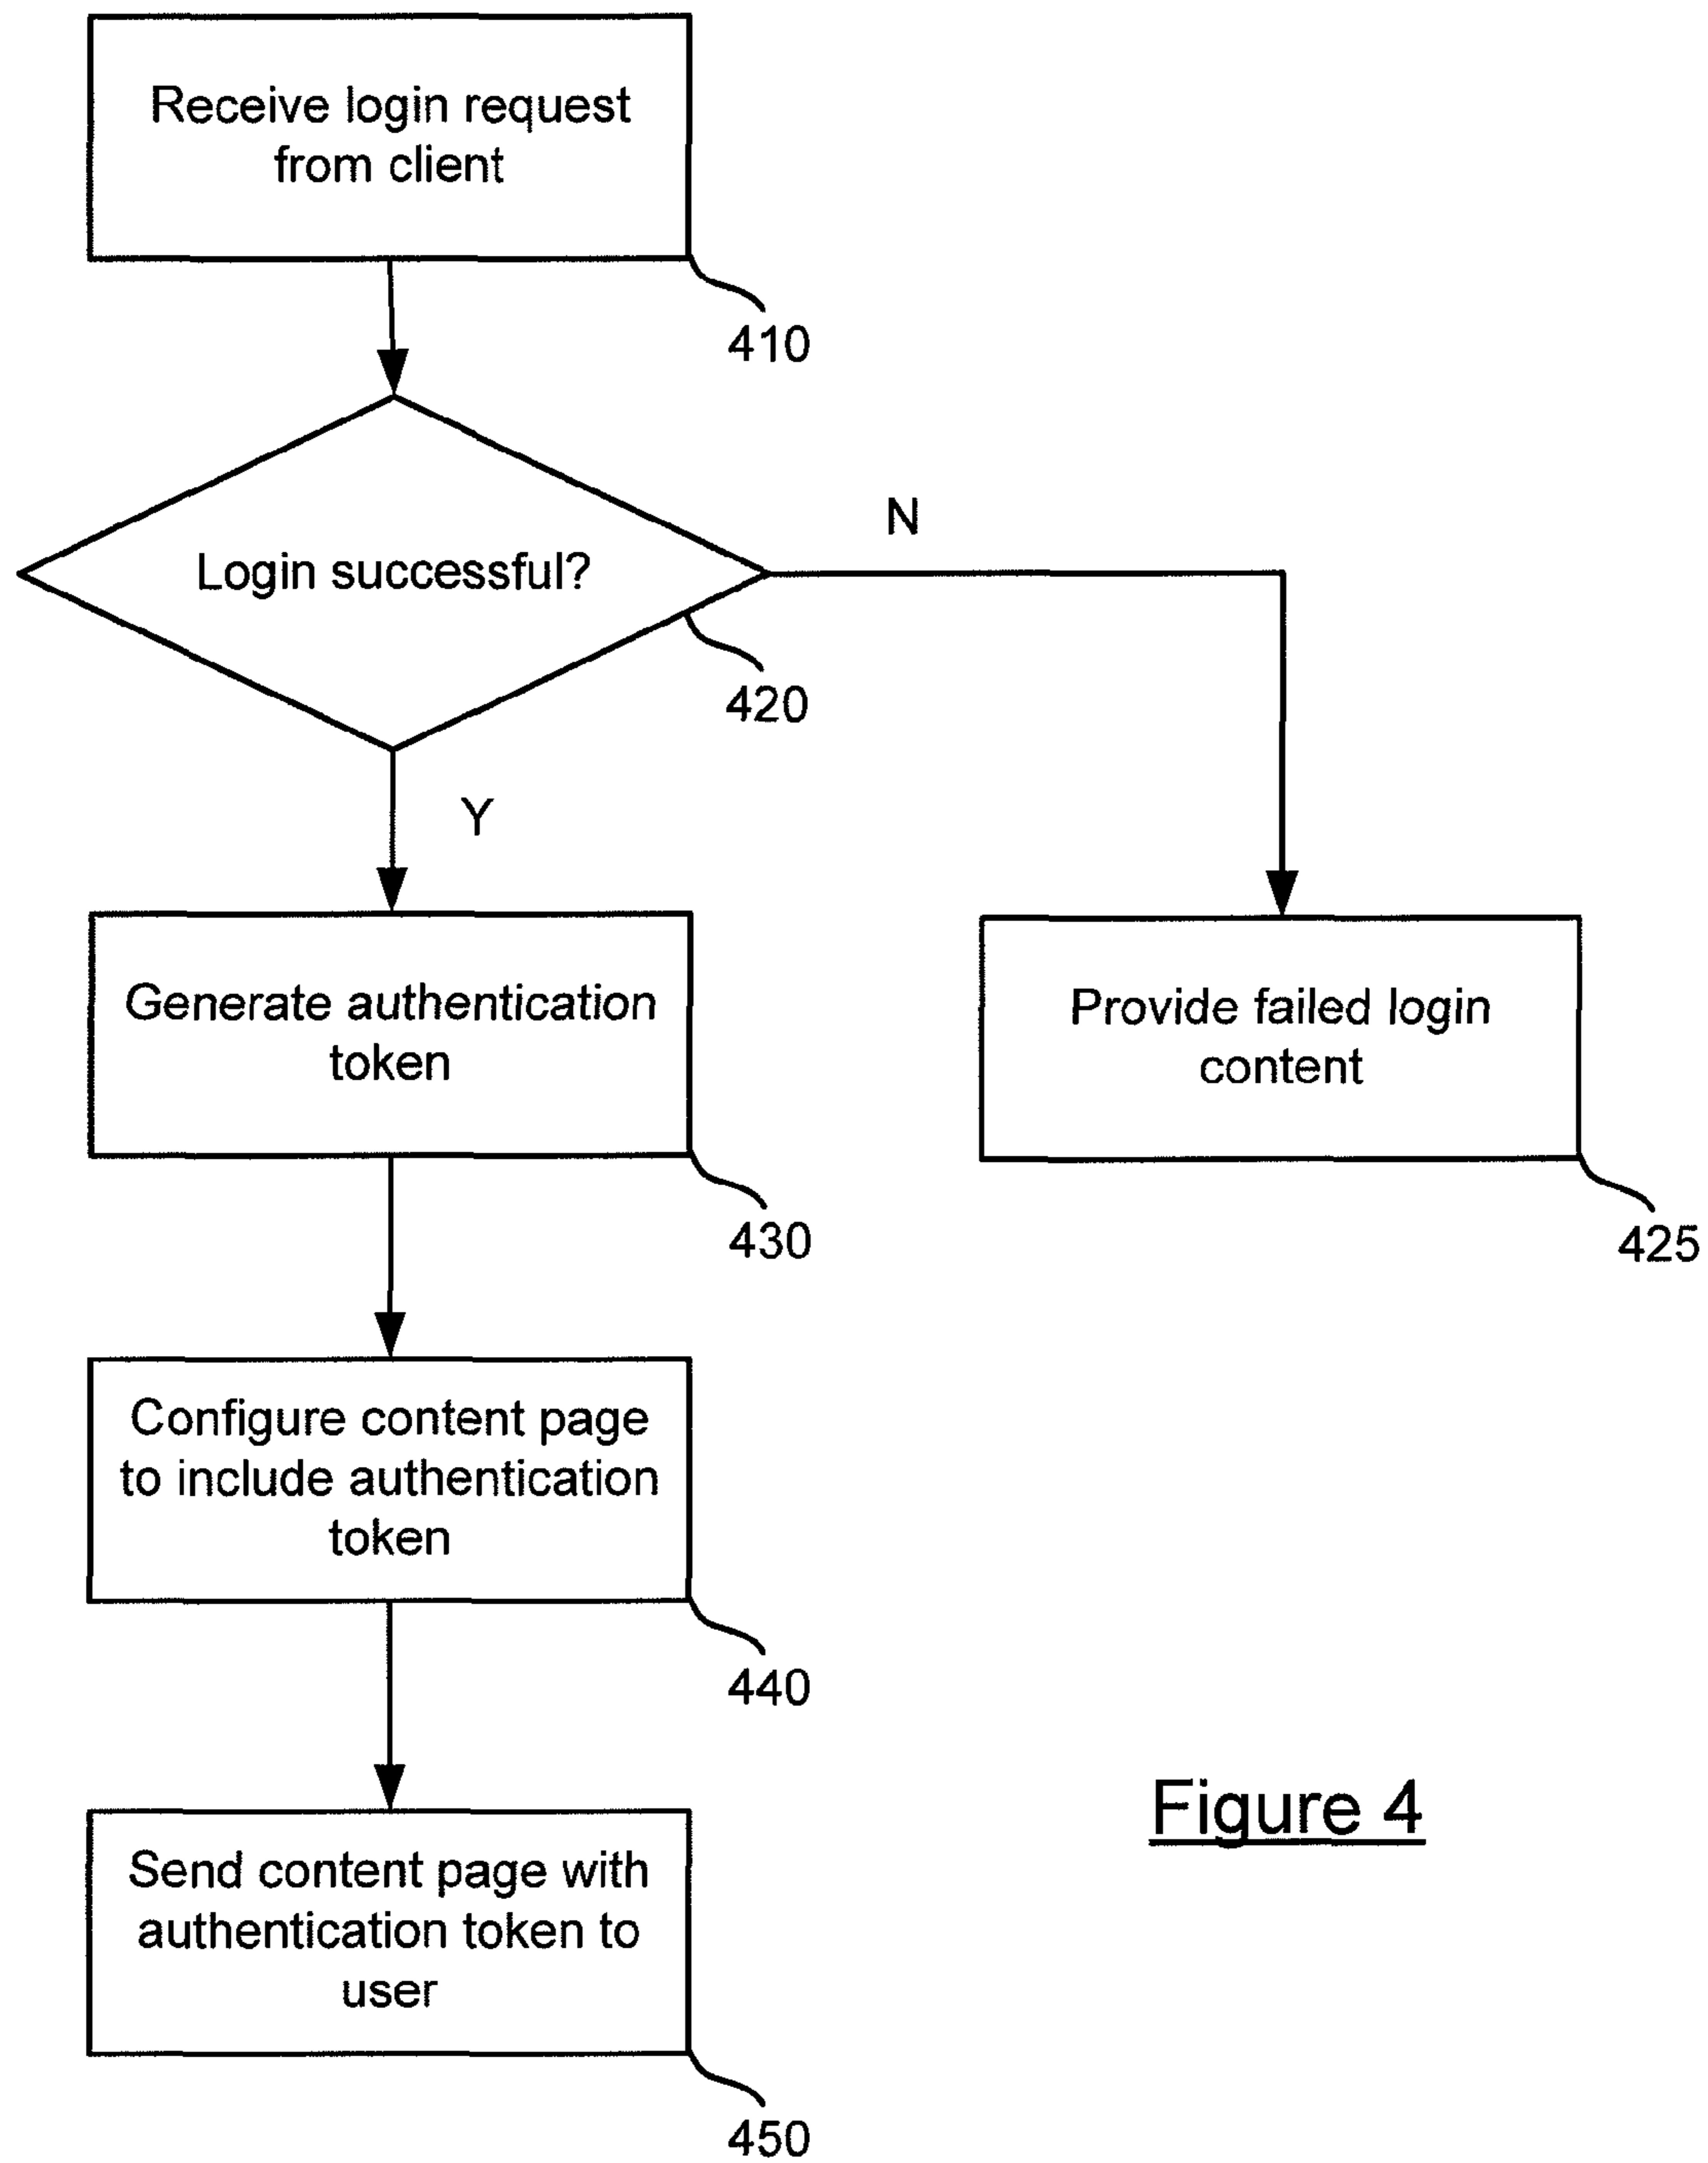 Receive login request
from client
410
Login successful?
N
420
Y
Generate authentication
token
430
Provide failed login
content
425
Configure content page
to include authentication
token
440
Send content page with
authentication token to
user
450
Figure 4